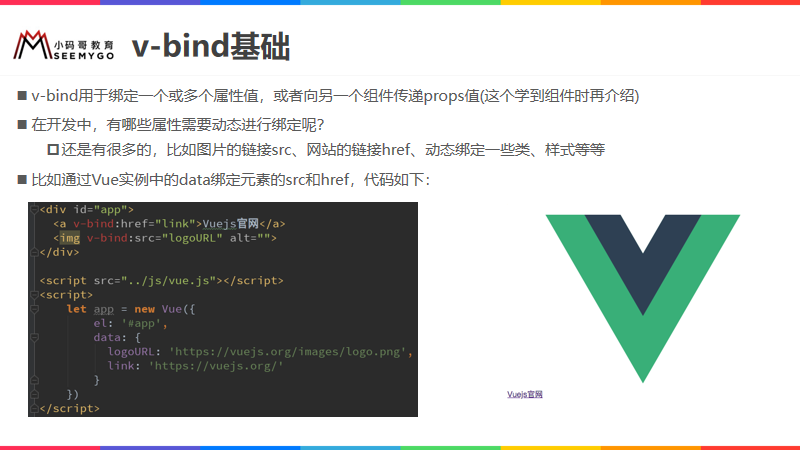 小码哥教育
SEEMYGO
v-bind基础
v-bind用于绑定一个或多个属性值，或者向另一个组件传递props值(这个学到组件时再介绍)
在开发中，有哪些属性需要动态进行绑定呢？
还是有很多的，比如图片的链接src、网站的链接href、动态绑定一些类、样式等等
比如通过Vue实例中的data绑定元素的src和href，代码如下：
<div id="app">
<a v-bind:href="link">Vuejs官网</a>
<img v-bind:src="logoURL" alt="">
</div>
<script src="../js/vue.js"></script>
<script>
let app = new Vue({
el: '#app',
data: {
logoURL: 'https://vuejs.org/images/logo.png',
link: 'https://vuejs.org/'
}
})
</script>
Vuejs官网